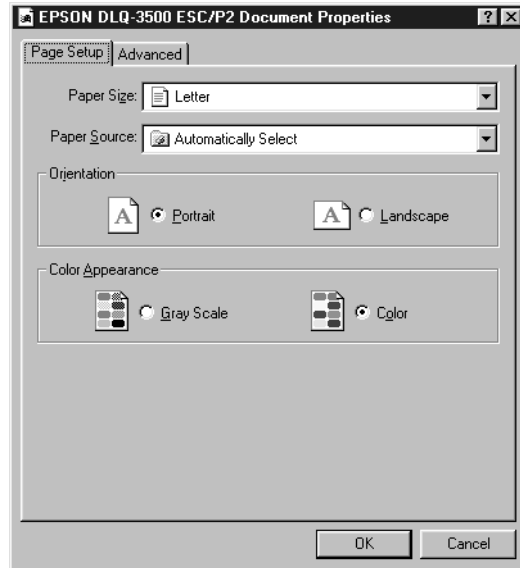 EPSON DLQ-3500 ESC/P2 Document Properties
Page Setup Advanced
Paper Size: Letter
Paper Source: Automatically Select
Orientation
A Portrait A Landscape
Color Appearance
Gray Scale Color
OK Cancel